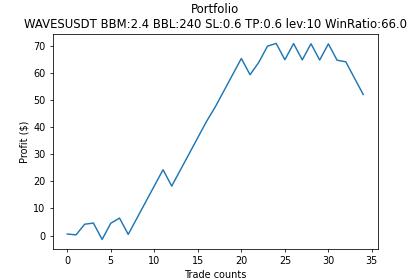 Portfolio
WAVESUSDT BBM:2.4 BBL:240 SL:0.6 TP:0.6 lev:10 WinRatio:66.0
Profit ($)
70
60
50
40
30
20
10
0
0 5 10 15 20 25 30 35
Trade counts